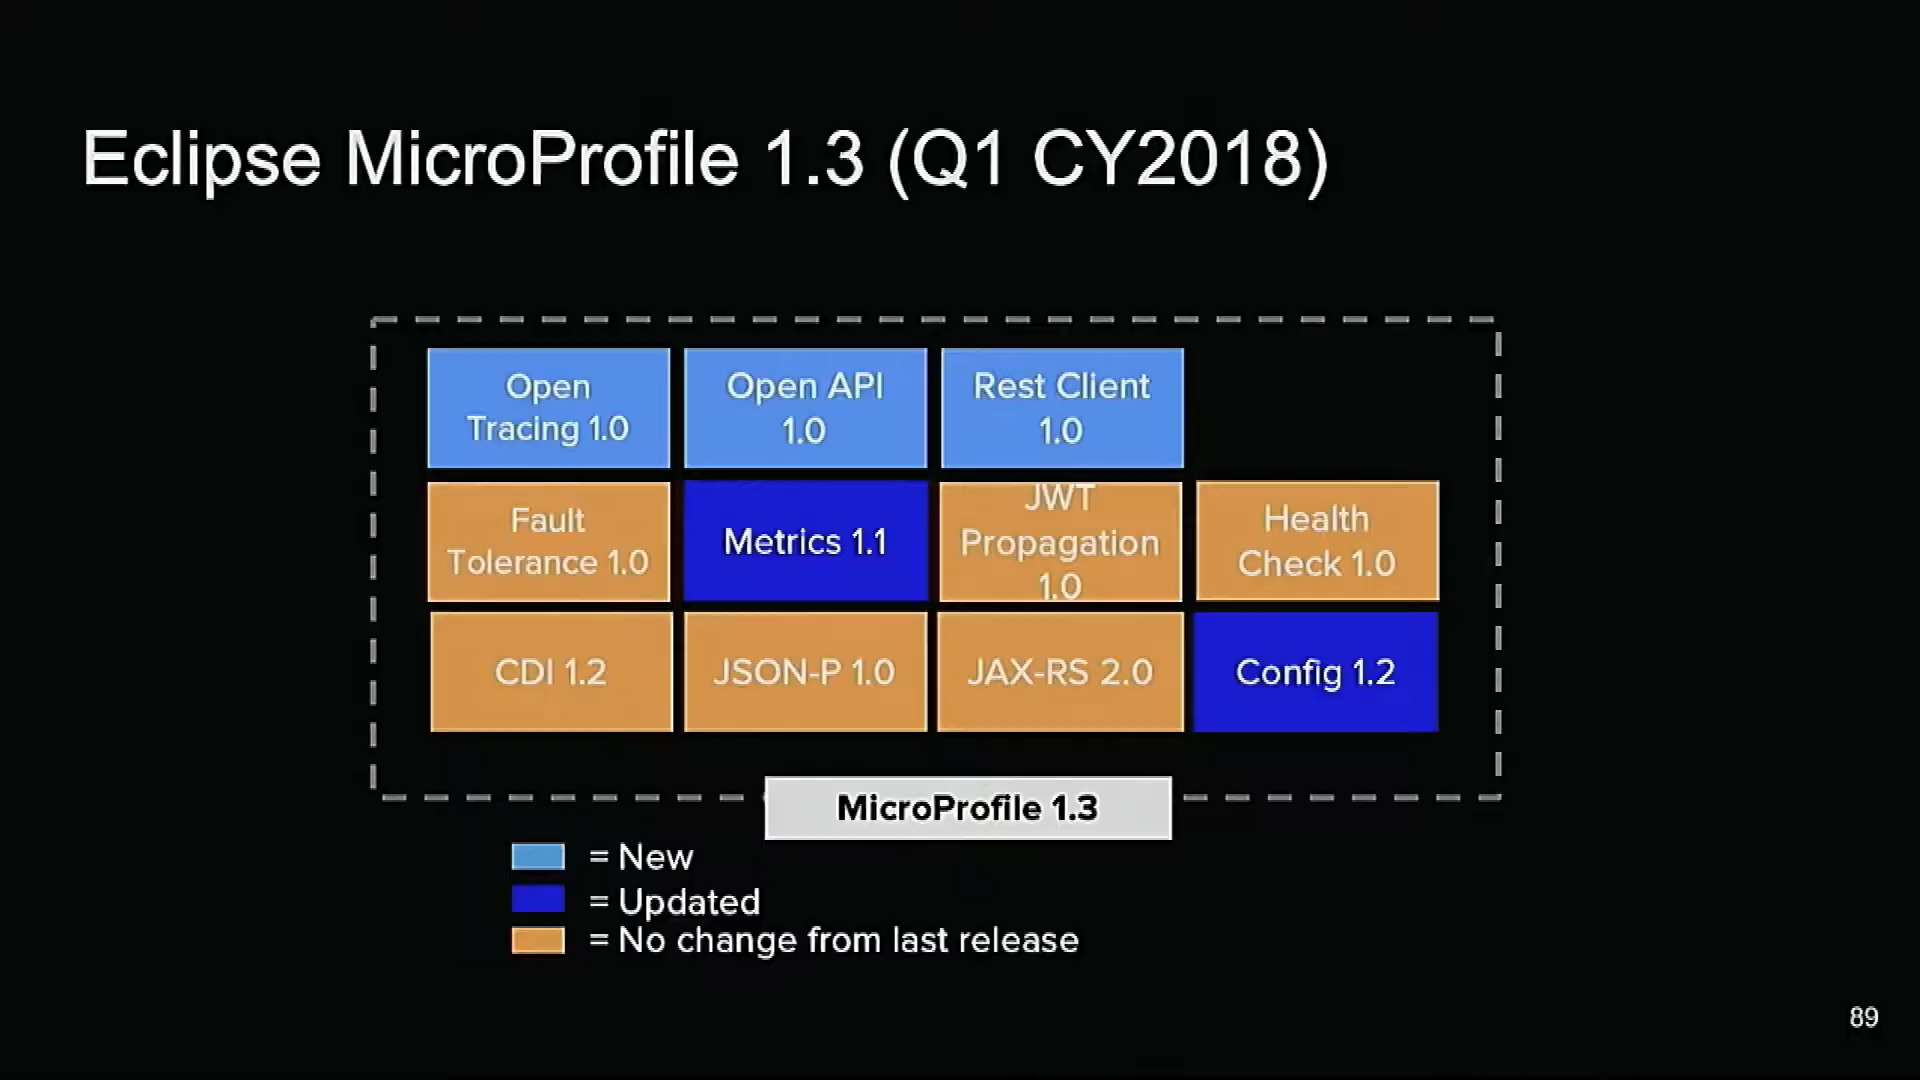 Eclipse MicroProfile 1.3 (Q1 CY2018)
Open
Tracing 1.0
Open API
1.0
Rest Client
1.0
Fault
Tolerance 1.0
Metrics 1.1
JWT
Propagation
1.0
Health
Check 1.0
CDI 1.2
JSON-P 1.0
JAX-RS 2.0
Config 1.2
MicroProfile 1.3
= New
= Updated
= No change from last release
89